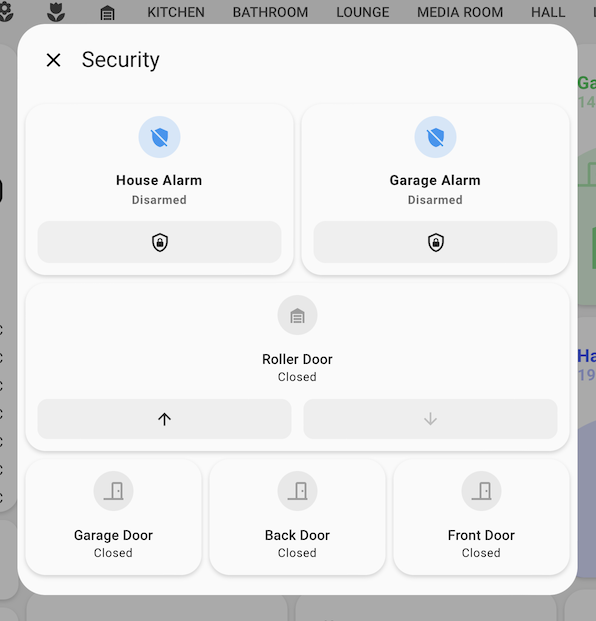 KITCHEN BATHROOM LOUNGE MEDIA ROOM HALL
Security
House Alarm
Disarmed
Garage Alarm
Disarmed
Roller Door
Closed
Garage Door
Closed
Back Door
Closed
Front Door
Closed